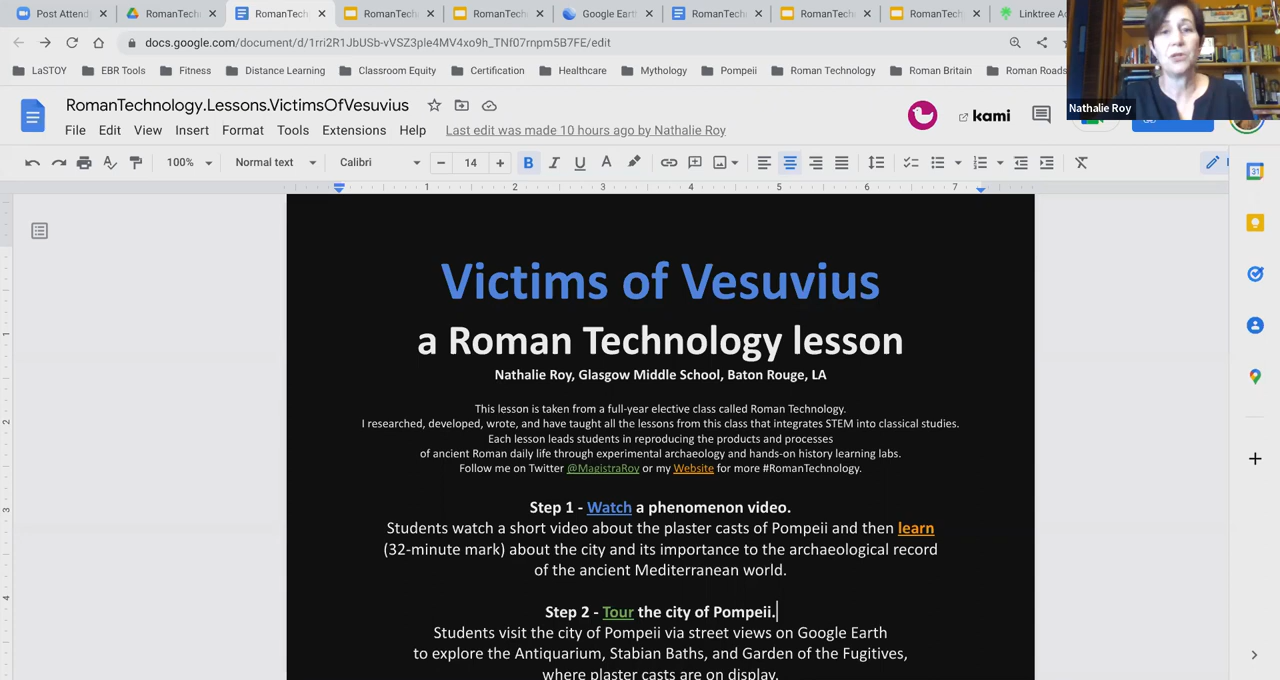 Post Attend
RomanTech
RomanTech
RomanTech
RomanTech
Google Earth
RomanTech
RomanTech
RomanTech
Linktree Ad
docs.google.com/document/d/1rri2R1JbUSb-vVSZ3ple4MV4xo9h_TNf07rnpm5B7FE/edit
LaSTOY
EBR Tools
Fitness
Distance Learning
Classroom Equity
Certification
Healthcare
Mythology
Pompeii
Roman Technology
Roman Britain
Roman Roads
Nathalie Roy
RomanTechnology.Lessons.VictimsOfVesuvius
kami
File Edit View Insert Format Tools Extensions Help Last edit was made 10 hours ago by Nathalie Roy
100% Normal text Calibri 14
1 2 3 4 5 6 7
Victims of Vesuvius
a Roman Technology lesson
Nathalie Roy, Glasgow Middle School, Baton Rouge, LA
This lesson is taken from a full-year elective class called Roman Technology.
I researched, developed, wrote, and have taught all the lessons from this class that integrates STEM into classical studies.
Each lesson leads students in reproducing the products and processes
of ancient Roman daily life through experimental archaeology and hands-on history learning labs.
Follow me on Twitter @MagistraRoy or my Website for more #RomanTechnology.
Step 1 - Watch a phenomenon video.
Students watch a short video about the plaster casts of Pompeii and then learn
(32-minute mark) about the city and its importance to the archaeological record
of the ancient Mediterranean world.
Step 2 - Tour the city of Pompeii.
Students visit the city of Pompeii via street views on Google Earth
to explore the Antiquarium, Stabian Baths, and Garden of the Fugitives,
where plaster casts are on display.